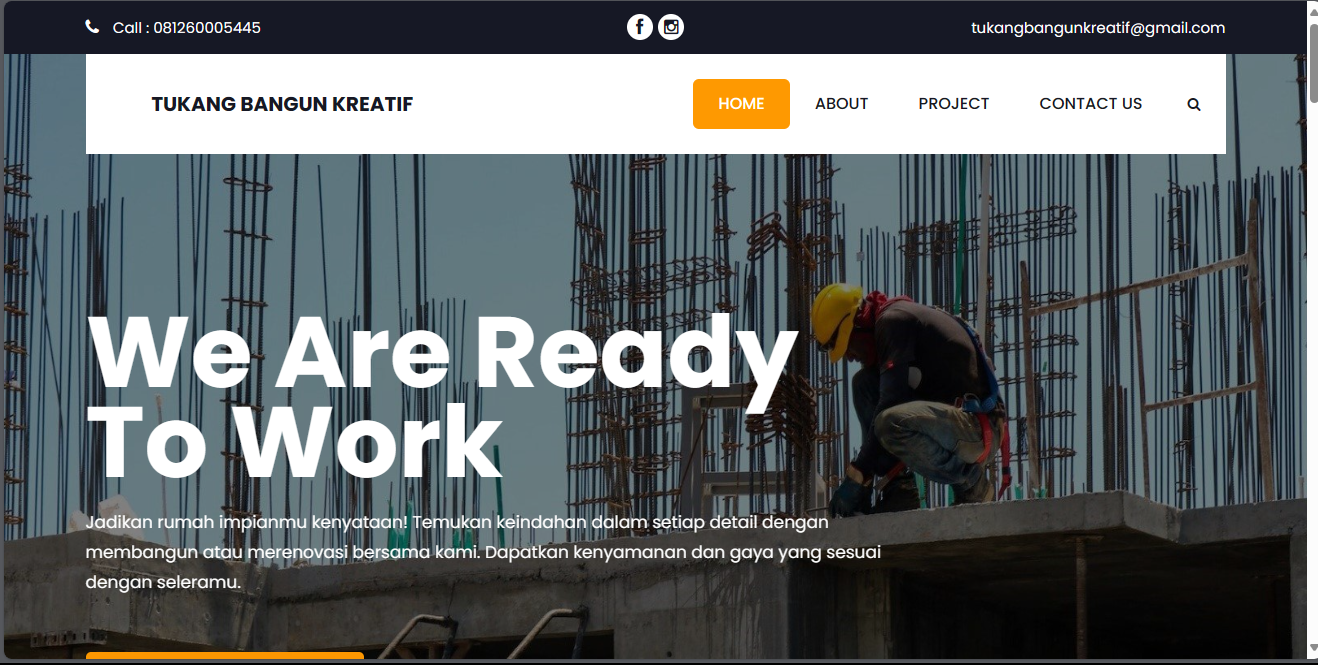 Call : 081260005445
tukangbangunkreatif@gmail.com
TUKANG BANGUN KREATIF
HOME
ABOUT
PROJECT
CONTACT US
We Are Ready
To Work
Jadikan rumah impianmu kenyataan! Temukan keindahan dalam setiap detail dengan
membangun atau merenovasi bersama kami. Dapatkan kenyamanan dan gaya yang sesuai
dengan seleramu.